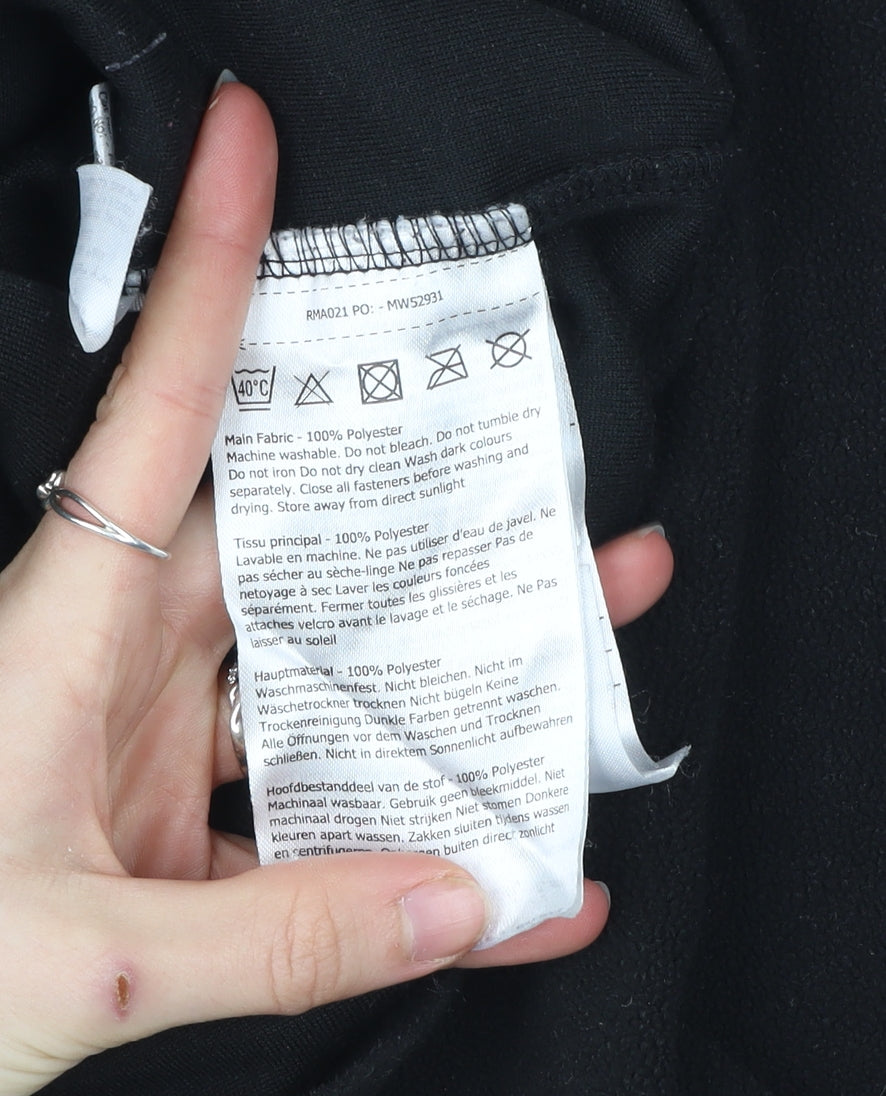 RMA021 PO: - MW52931
40°C
Main Fabric - 100% Polyester
Machine washable. Do not bleach. Do not tumble dry
Do not iron Do not dry clean Wash dark colours
separately. Close all fasteners before washing and
drying. Store away from direct sunlight
Tissu principal - 100% Polyester
Lavable en machine. Ne pas utiliser d'eau de javel. Ne
pas sécher au sèche-linge Ne pas repasser Pas de
netoyage à sec Laver les couleurs foncées
séparément. Fermer toutes les glissières et les
attaches velcro avant le lavage et le séchage. Ne Pas
laisser au soleil
Hauptmaterial - 100% Polyester
Waschmaschinenfest. Nicht bleichen. Nicht im
Wäschetrockner trocknen Nicht bügeln Keine
Trockenreinigung Dunkle Farben getrennt waschen.
Alle Öffnungen vor dem Waschen und Trocknen
schließen. Nicht in direktem Sonnenlicht aufbewahren
Hoofdbestanddeel van de stof - 100% Polyester
Machinaal wasbaar. Gebruik geen bleekmiddel. Niet
machinaal drogen Niet strijken Niet stomen Donkere
kleuren apart wassen. Zakken sluiten tijdens wassen
en buiten direct zonlicht